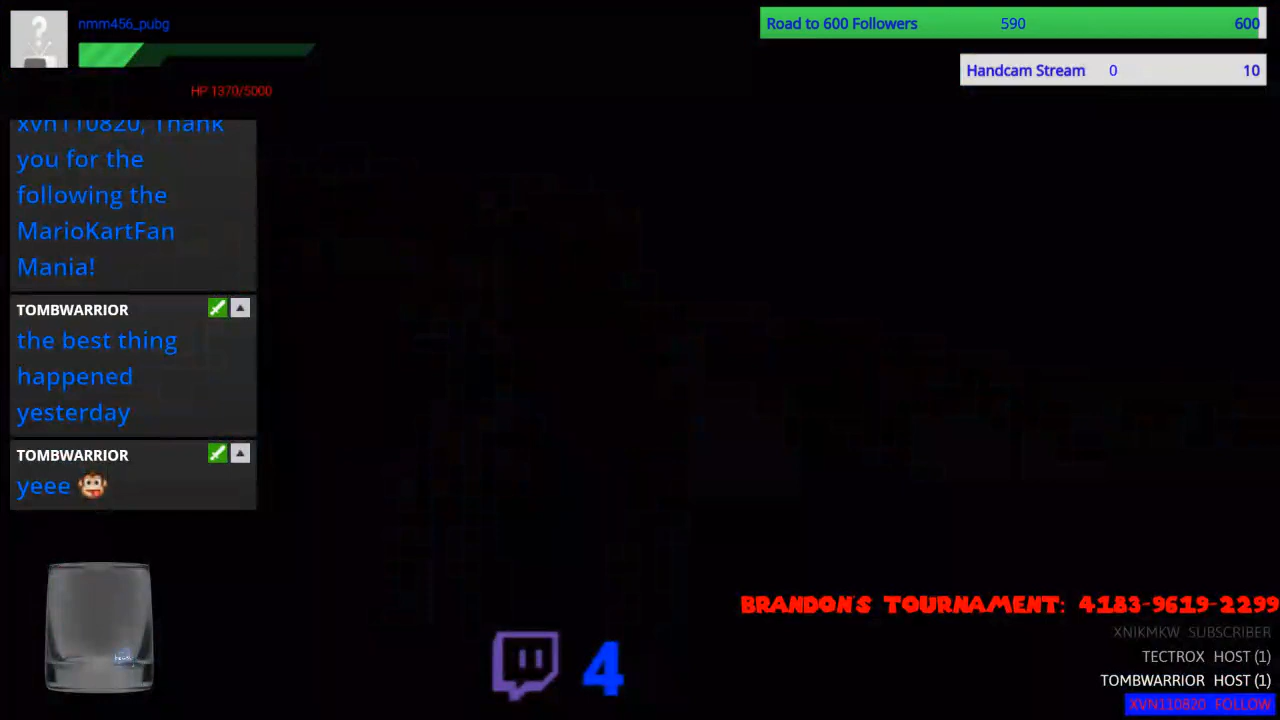 nmm456_pubg
HP 1370/5000
Road to 600 Followers 590 600
Handcam Stream 0 10
xvn110820, Thank
you for the
following the
MarioKartFan
Mania!
TOMBWARRIOR
the best thing
happened
yesterday
TOMBWARRIOR
yeee 
4
BRANDON'S TOURNAMENT: 4183-9619-2299
XNIKMKW SUBSCRIBER
TECTROX HOST (1)
TOMBWARRIOR HOST (1)
XVN110820 FOLLOW